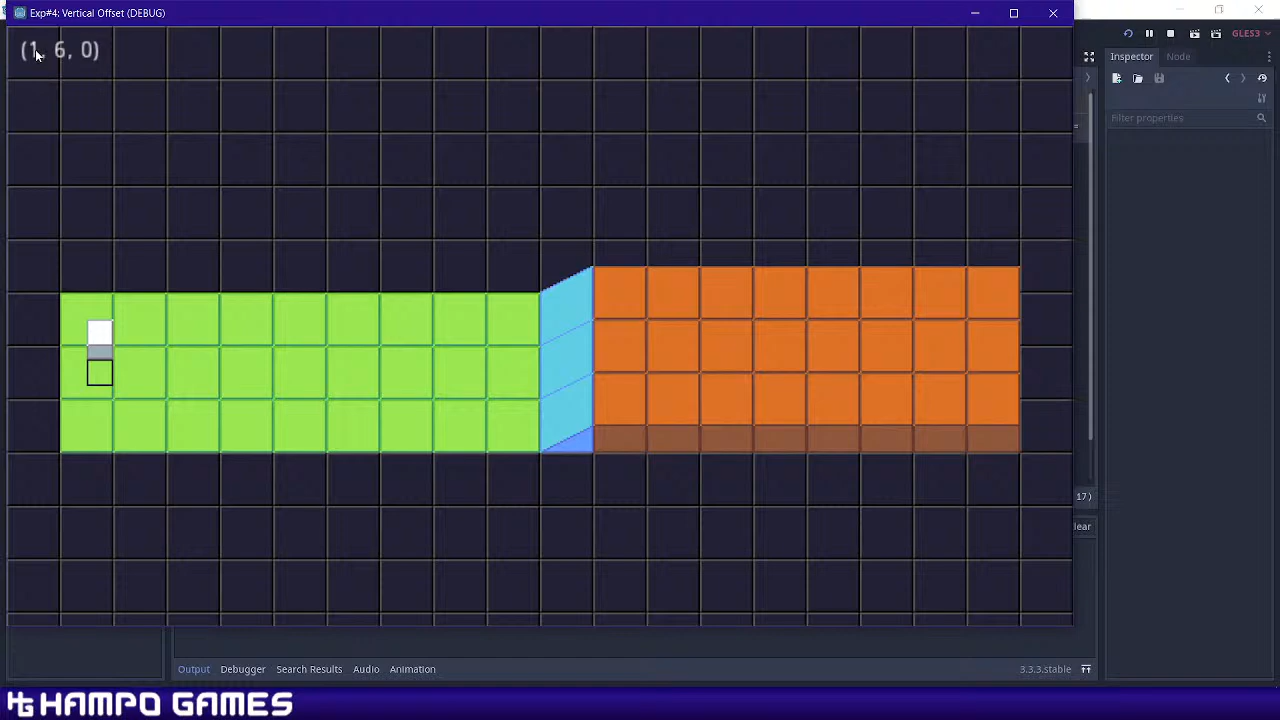 Exp#4: Vertical Offset (DEBUG)
(1, 6, 0)
GLES3
Inspector
Node
Filter properties
17)
lear
Output
Debugger
Search Results
Audio
Animation
3.3.3.stable
HAMPO GAMES